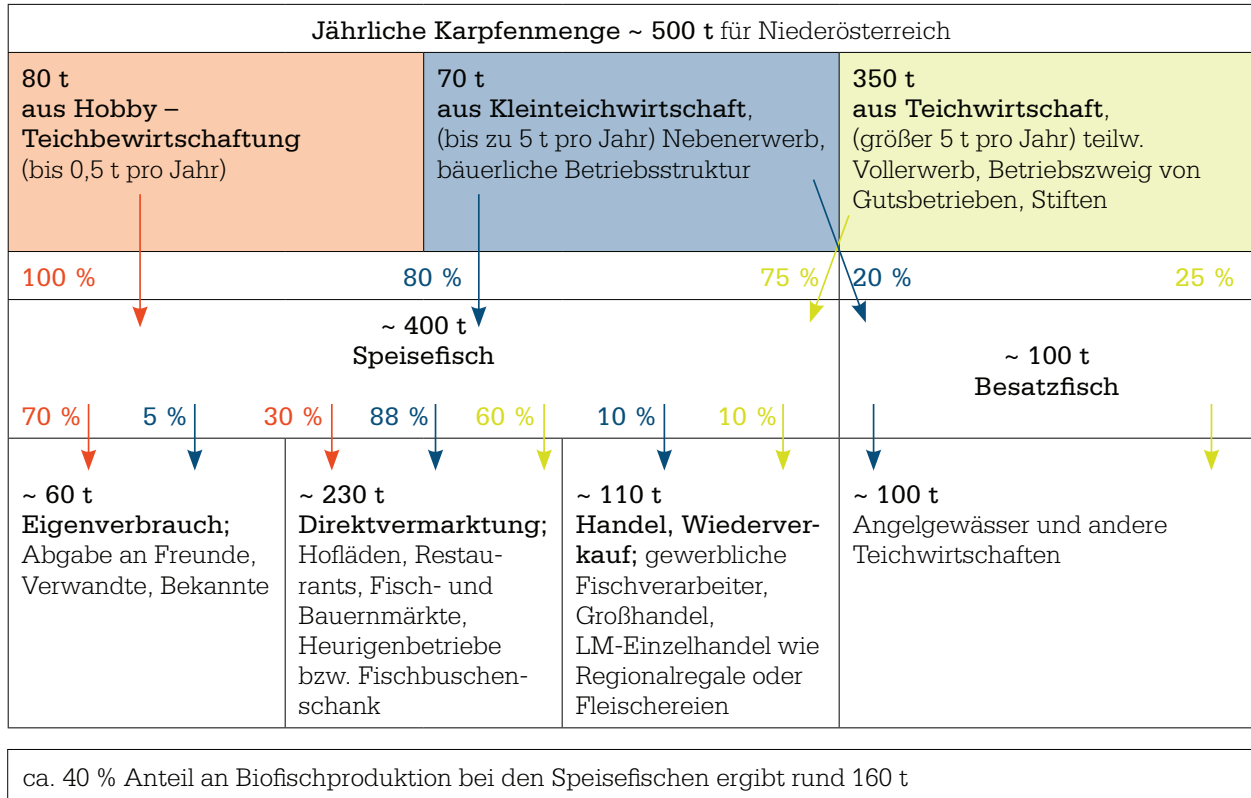 Jährliche Karpfenmenge ~ 500 t für Niederösterreich
80 t
aus Hobby –
Teichbewirtschaftung
(bis 0,5 t pro Jahr)
70 t
aus Kleinteichwirtschaft,
(bis zu 5 t pro Jahr) Nebenerwerb,
bäuerliche Betriebsstruktur
350 t
aus Teichwirtschaft,
(größer 5 t pro Jahr) teilw.
Vollerwerb, Betriebszweig von
Gutsbetrieben, Stiften
100 % 80 % 75 % 20 % 25 %
~ 400 t
Speisefisch
~ 100 t
Besatzfisch
70 % 5 % 30 % 88 % 60 % 10 % 10 %
~ 60 t
Eigenverbrauch;
Abgabe an Freunde,
Verwandte, Bekannte
~ 230 t
Direktvermarktung;
Hofläden, Restau-
rants, Fisch- und
Bauernmärkte,
Heurigenbetriebe
bzw. Fischbuschen-
schank
~ 110 t
Handel, Wiederver-
kauf; gewerbliche
Fischverarbeiter,
Großhandel,
LM-Einzelhandel wie
Regionalregale oder
Fleischereien
~ 100 t
Angelgewässer und andere
Teichwirtschaften
ca. 40 % Anteil an Biofischproduktion bei den Speisefischen ergibt rund 160 t